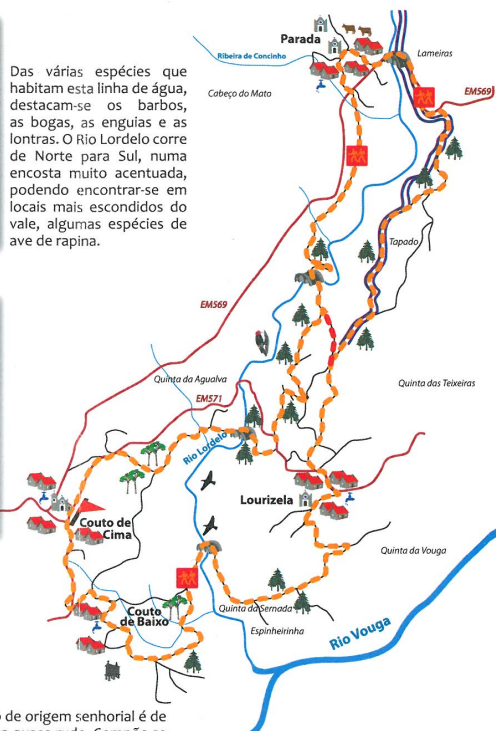 Parada
Ribeira de Concinho
Lameiras
Cabeço do Mato
EM569
Das várias espécies que
habitam esta linha de água,
destacam-se os barbos,
as bogas, as enguias e as
lontras. O Rio Lordelo corre
de Norte para Sul, numa
encosta muito acentuada,
podendo encontrar-se em
locais mais escondidos do
vale, algumas espécies de
ave de rapina.
Tapado
EM569
Quinta da Agualva
Quinta das Teixeiras
EM571
Rio Lordelo
Lourizela
Couto de
Cima
Quinta da Vouga
Couto
de Baixo
Quinta da Sernada
Espinheirinha
Rio Vouga
de origem senhorial é de